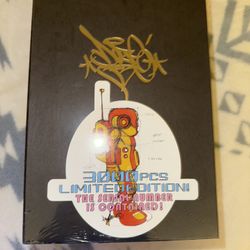 3000PCS
LIMITED EDITION!
THE SERIAL NUMBER
IS CONTAINED!